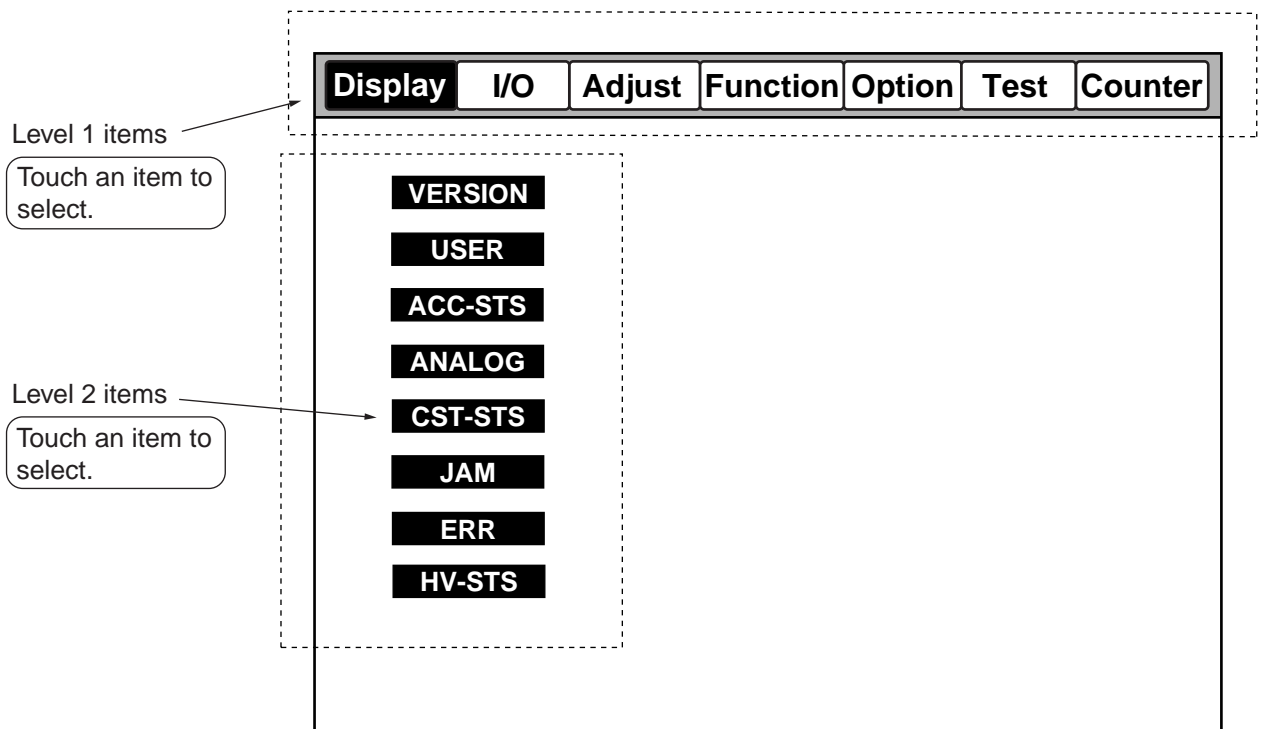 Display I/O Adjust Function Option Test Counter
Level 1 items
Touch an item to
select.
VERSION
USER
ACC-STS
ANALOG
Level 2 items
CST-STS
Touch an item to
select.
JAM
ERR
HV-STS